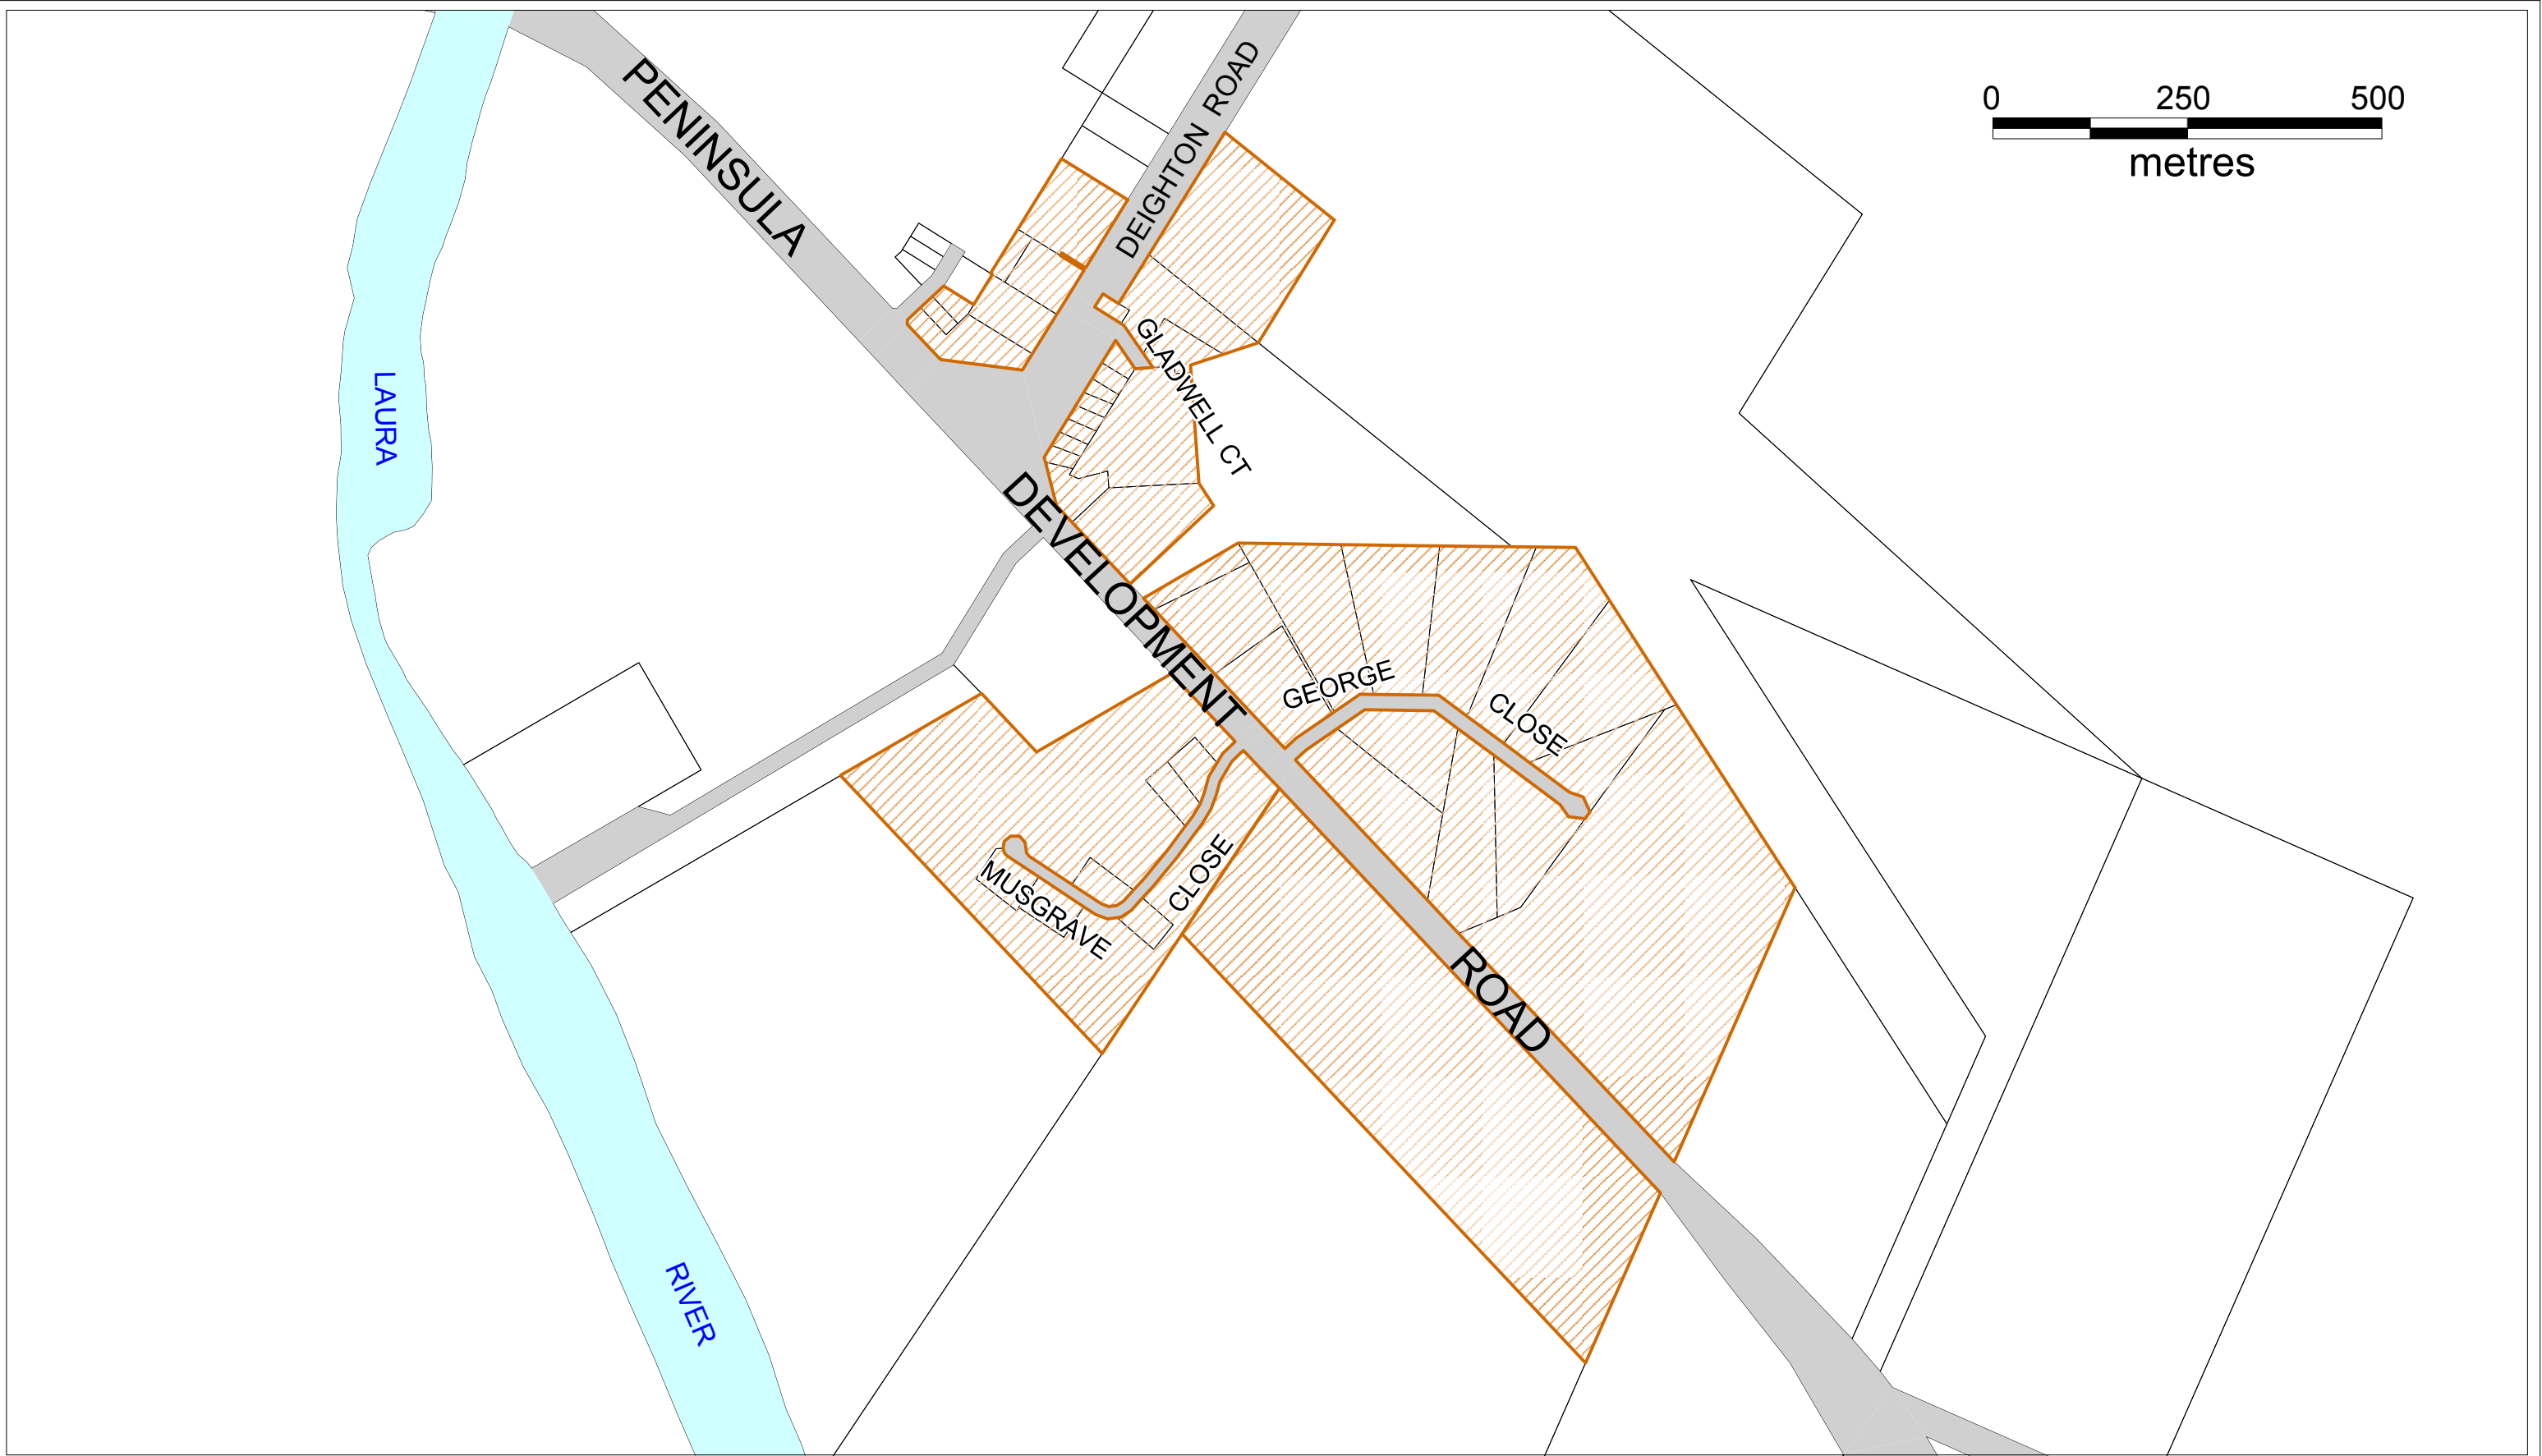 0 250 500
metres
PENINSULA
DEIGHTON ROAD
GLADWELL CT
LAURA
DEVELOPMENT
GEORGE
CLOSE
MUSGRAVE
CLOSE
ROAD
RIVER